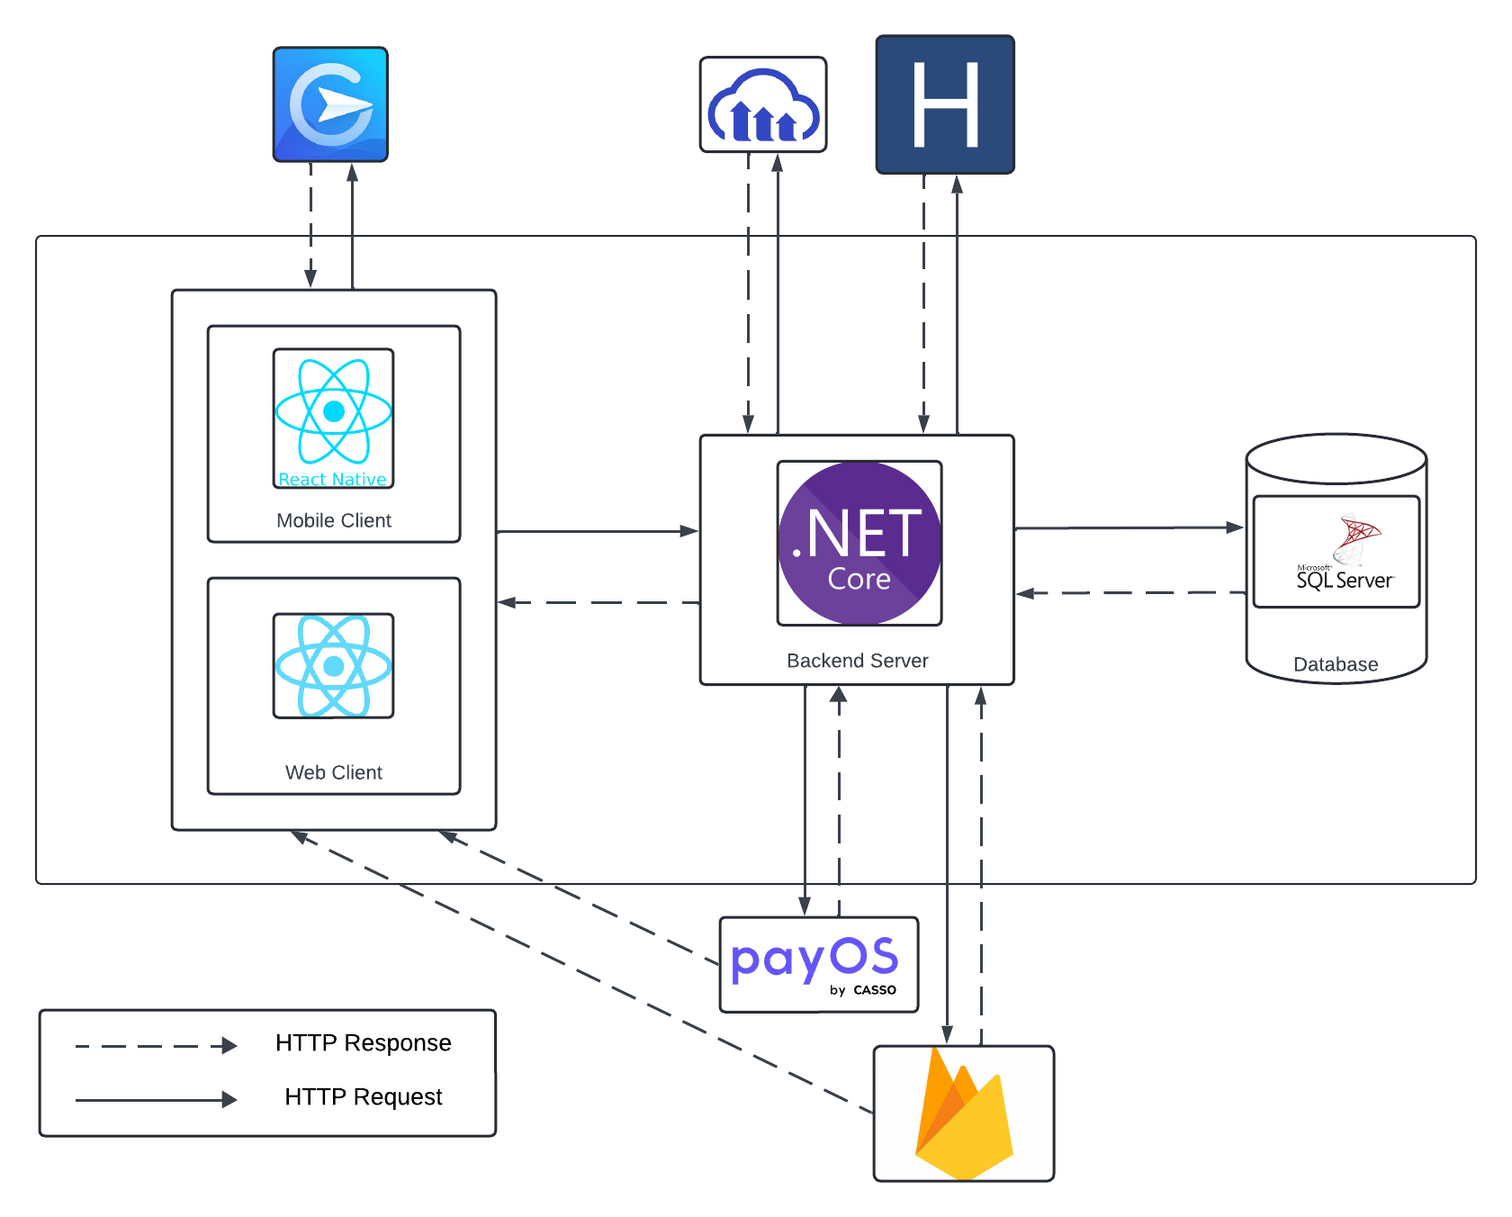 H
React Native
Mobile Client
Web Client
.NET
Core
Backend Server
Microsoft
SQL Server
Database
payOS
by CASSO
HTTP Response
HTTP Request